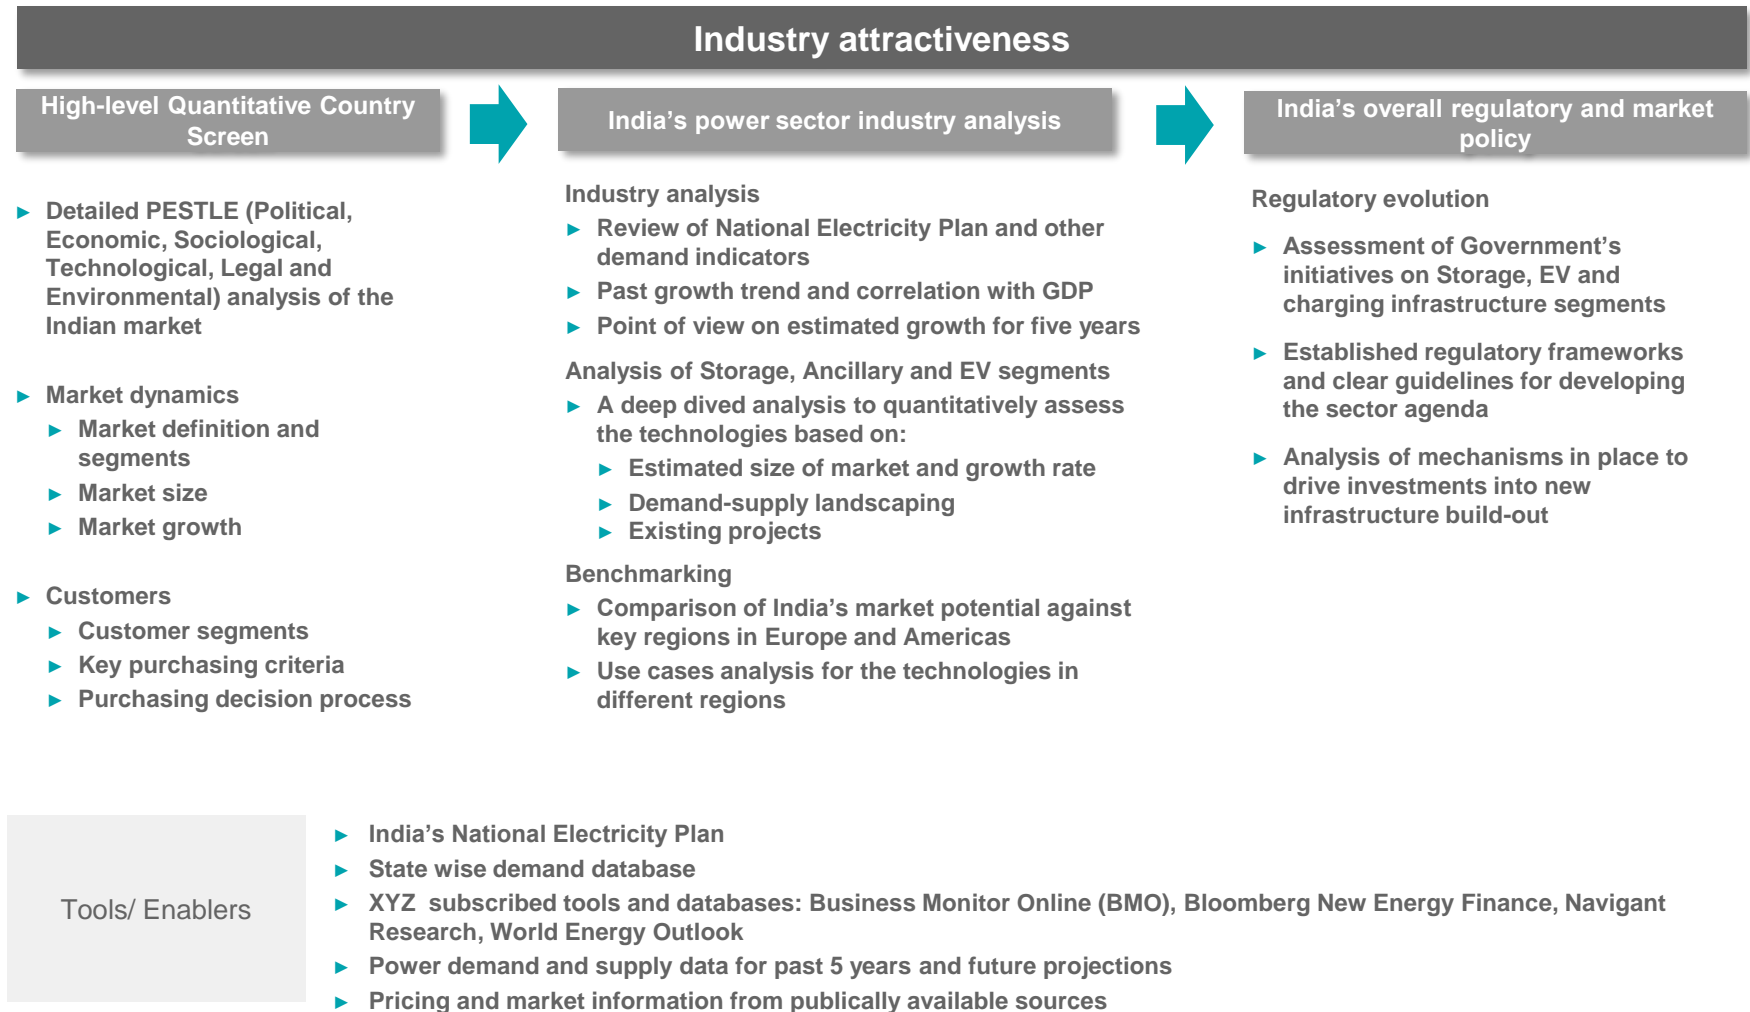 Industry attractiveness
High-level Quantitative Country
Screen
► Detailed PESTLE (Political,
Economic, Sociological,
Technological, Legal and
Environmental) analysis of the
Indian market
► Market dynamics
► Market definition and
segments
► Market size
► Market growth
► Customers
► Customer segments
► Key purchasing criteria
► Purchasing decision process
India’s power sector industry analysis
Industry analysis
► Review of National Electricity Plan and other
demand indicators
► Past growth trend and correlation with GDP
► Point of view on estimated growth for five years
Analysis of Storage, Ancillary and EV segments
► A deep dived analysis to quantitatively assess
the technologies based on:
► Estimated size of market and growth rate
► Demand-supply landscaping
► Existing projects
Benchmarking
► Comparison of India’s market potential against
key regions in Europe and Americas
► Use cases analysis for the technologies in
different regions
India’s overall regulatory and market
policy
Regulatory evolution
► Assessment of Government’s
initiatives on Storage, EV and
charging infrastructure segments
► Established regulatory frameworks
and clear guidelines for developing
the sector agenda
► Analysis of mechanisms in place to
drive investments into new
infrastructure build-out
Tools/ Enablers
► India’s National Electricity Plan
► State wise demand database
► XYZ subscribed tools and databases: Business Monitor Online (BMO), Bloomberg New Energy Finance, Navigant
Research, World Energy Outlook
► Power demand and supply data for past 5 years and future projections
► Pricing and market information from publically available sources